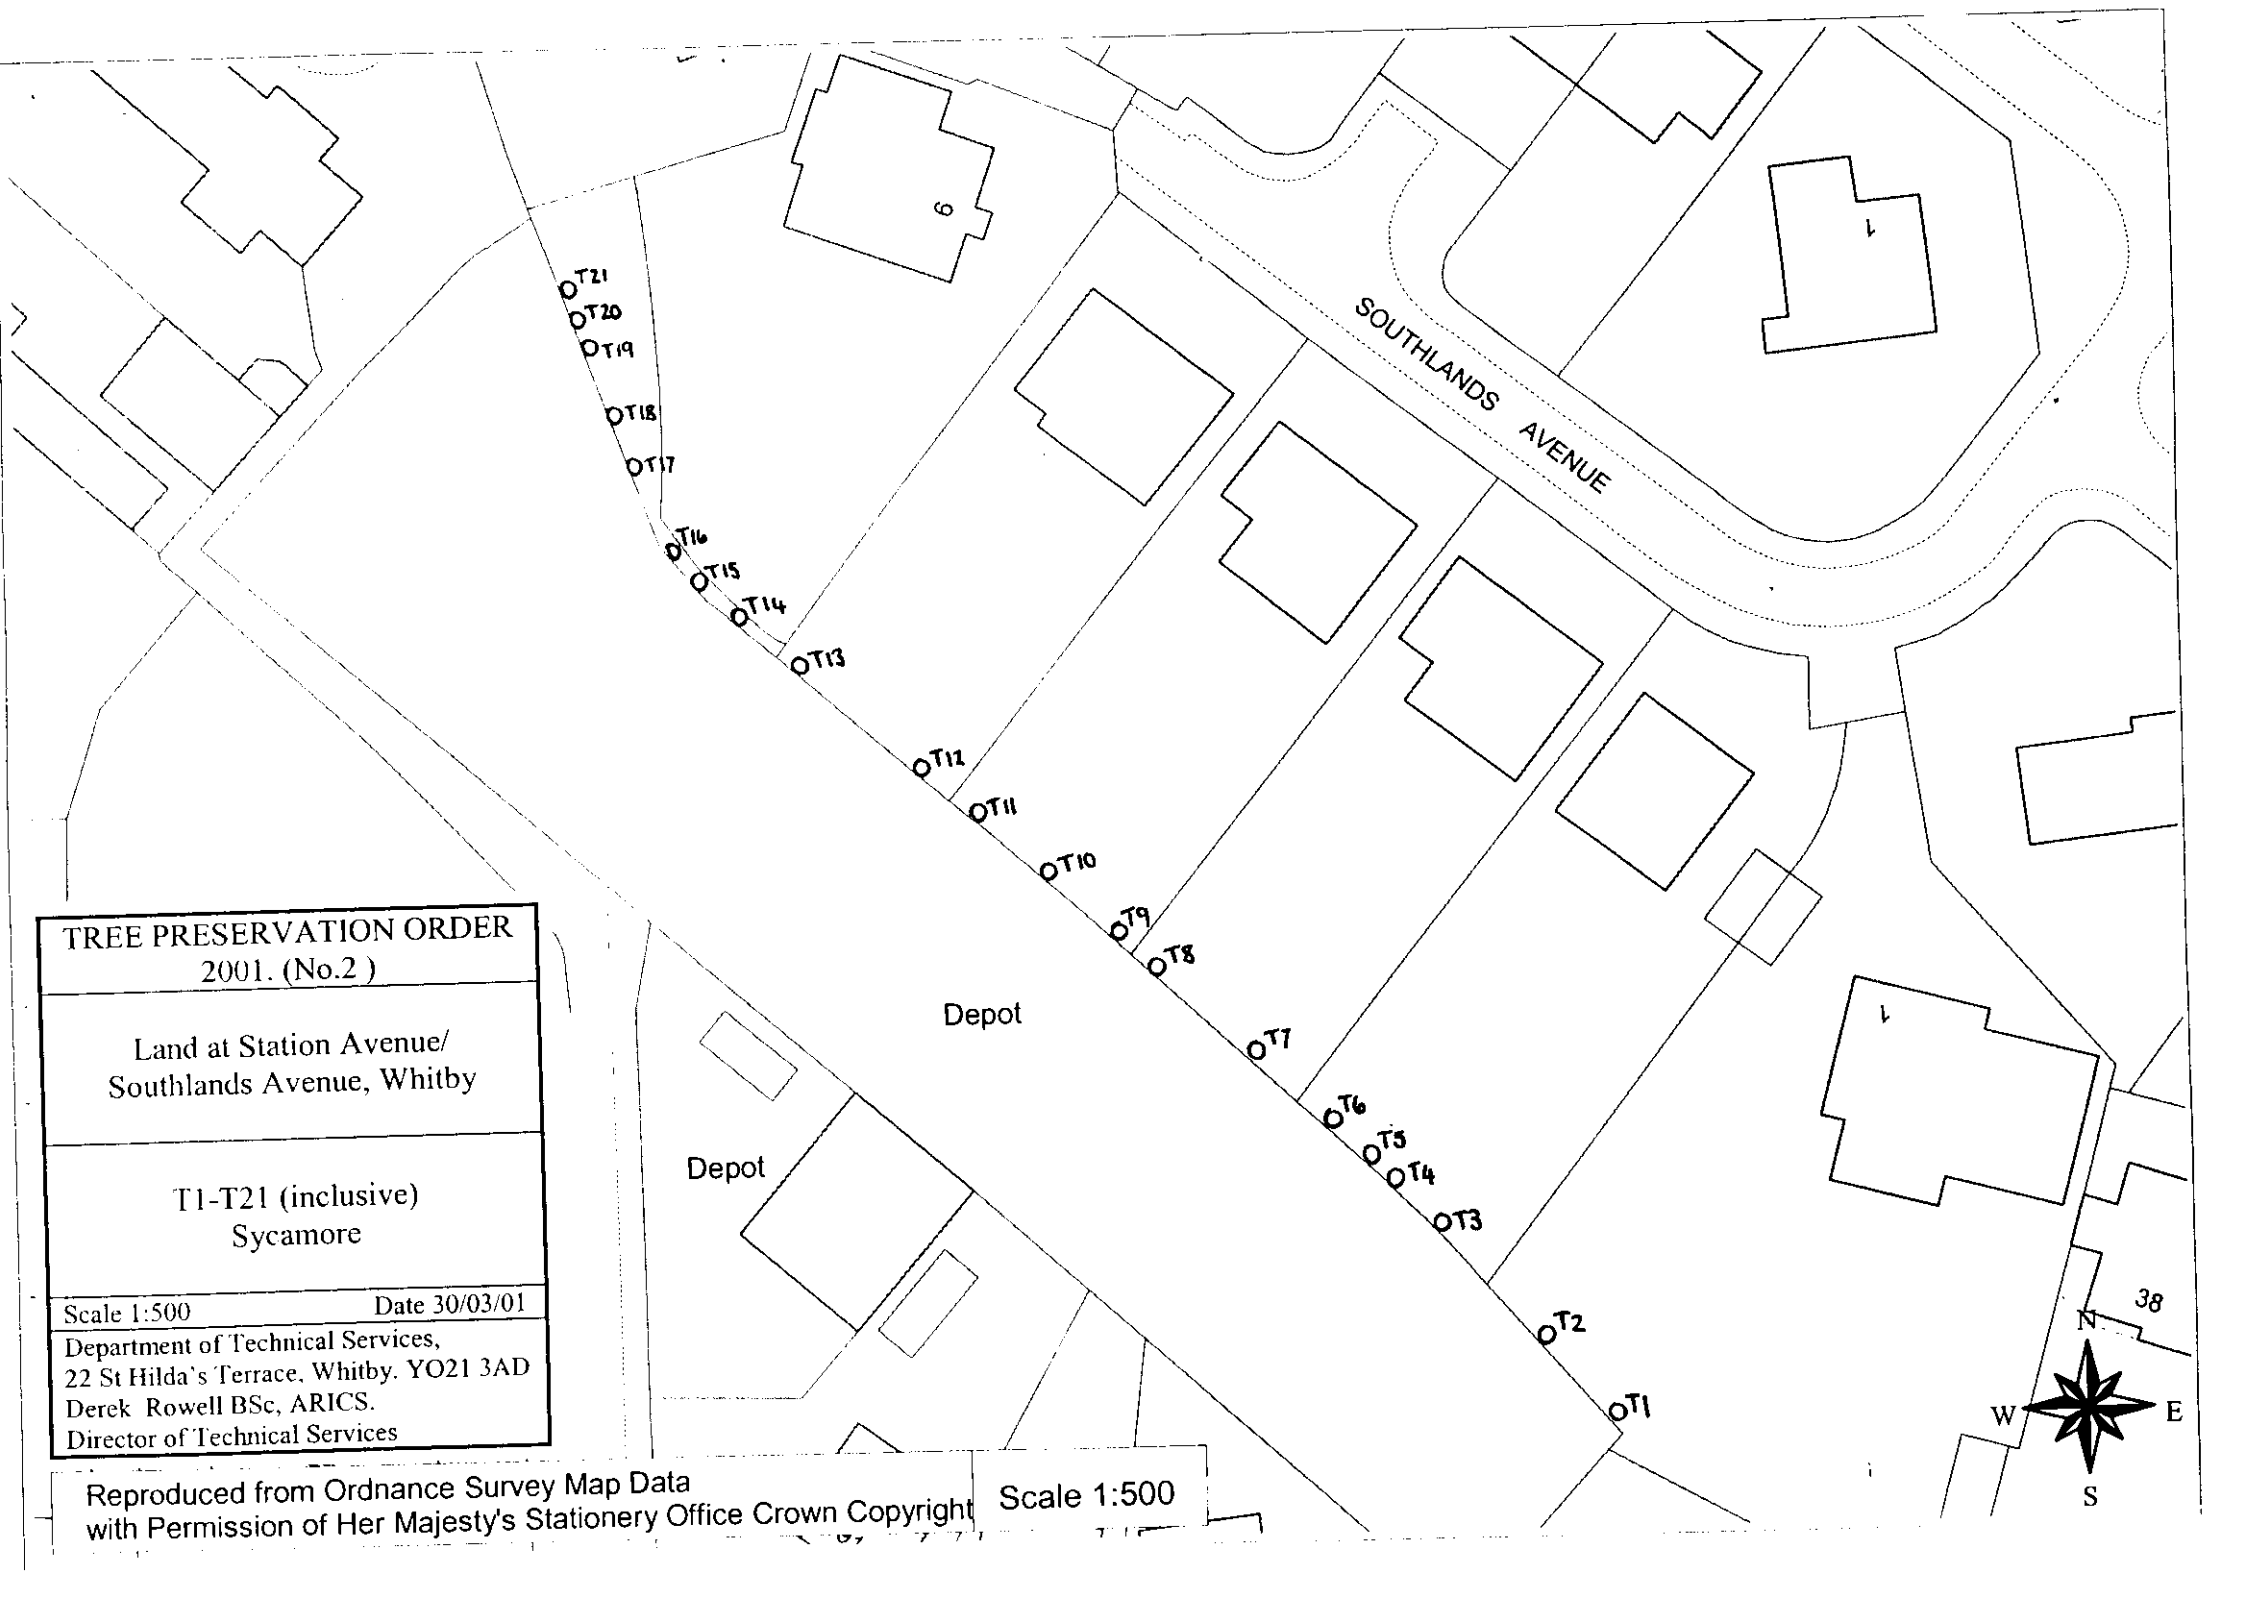 6
1
SOUTHLANDS AVENUE
T21
T20
T19
T18
T17
T16
T15
T14
T13
T12
T11
T10
T9
T8
T7
T6
T5
T4
T3
T2
T1
Depot
Depot
1
38
N
W E
S
TREE PRESERVATION ORDER
2001. (No.2 )
Land at Station Avenue/
Southlands Avenue, Whitby
T1-T21 (inclusive)
Sycamore
Scale 1:500 Date 30/03/01
Department of Technical Services,
22 St Hilda's Terrace, Whitby. YO21 3AD
Derek Rowell BSc, ARICS.
Director of Technical Services
Reproduced from Ordnance Survey Map Data
with Permission of Her Majesty's Stationery Office Crown Copyright
Scale 1:500